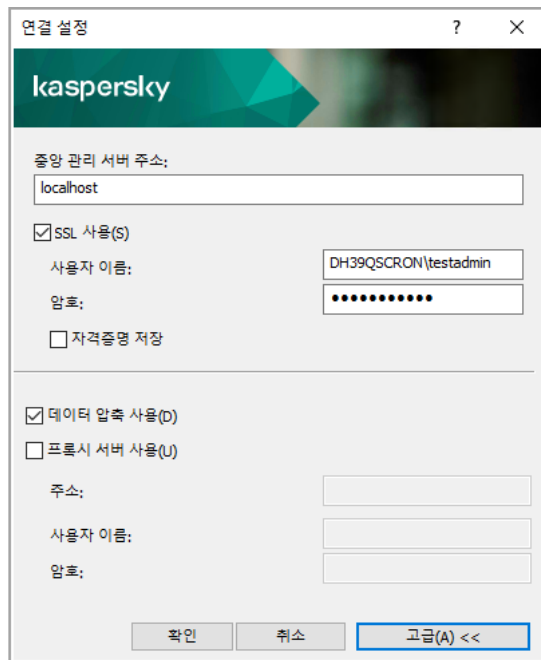 연결 설정
kaspersky
중앙 관리 서버 주소:
localhost
SSL 사용(S)
사용자 이름: DH39QSCRON\testadmin
암호: ●●●●●●●●●●●
자격증명 저장
데이터 압축 사용(D)
프록시 서버 사용(U)
주소:
사용자 이름:
암호:
확인 취소 고급(A) <<